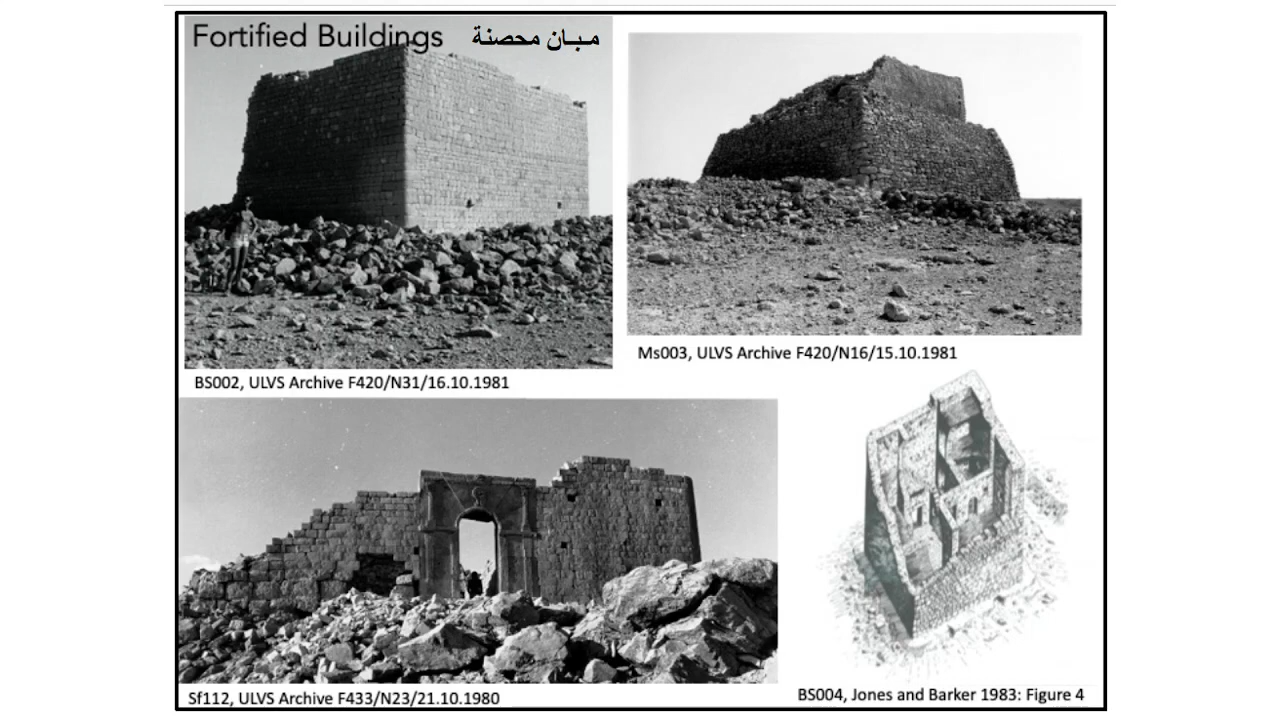 Fortified Buildings مبان محصنة
Ms003, ULVS Archive F420/N16/15.10.1981
BS002, ULVS Archive F420/N31/16.10.1981
Sf112, ULVS Archive F433/N23/21.10.1980
BS004, Jones and Barker 1983: Figure 4